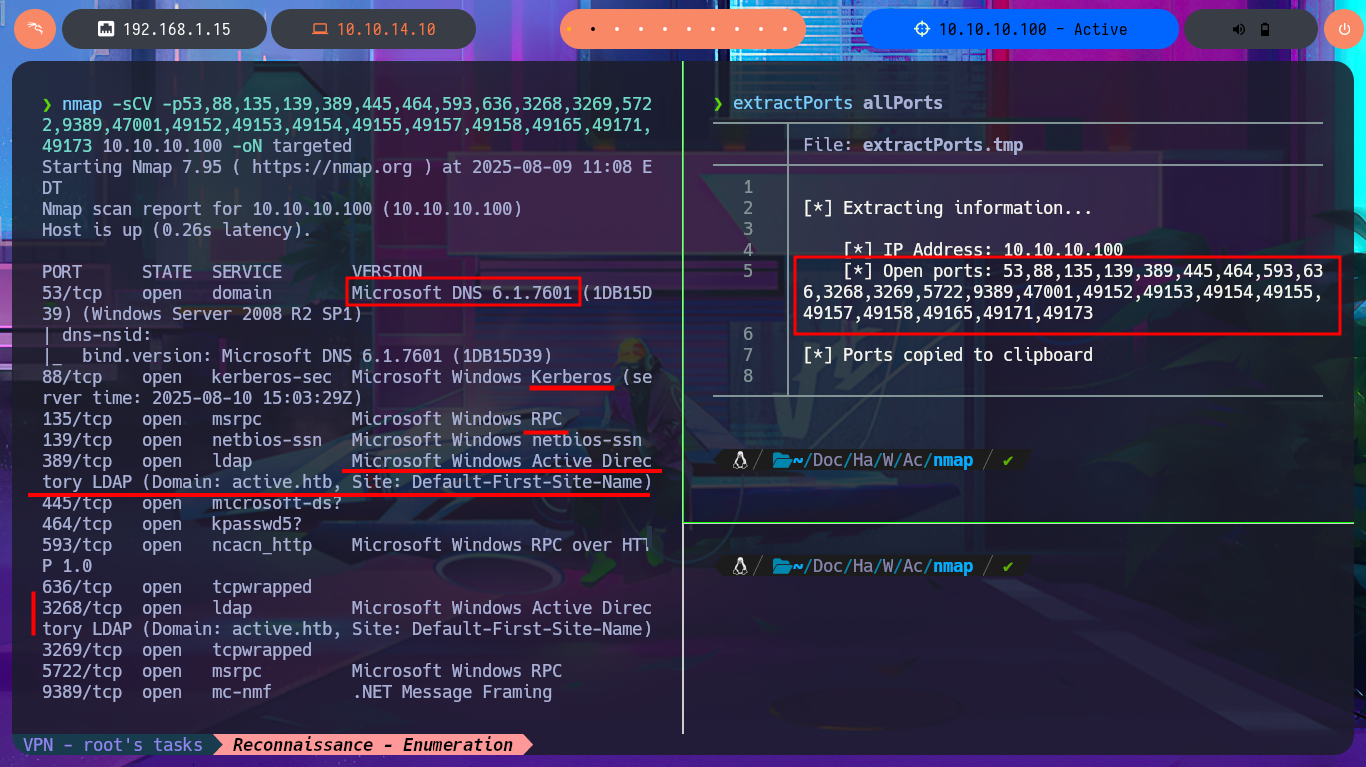 192.168.1.15
10.10.14.10
10.10.10.100 - Active
❯ nmap -sCV -p53,88,135,139,389,445,464,593,636,3268,3269,572
2,9389,47001,49152,49153,49154,49155,49157,49158,49165,49171,
49173 10.10.10.100 -oN targeted
Starting Nmap 7.95 ( https://nmap.org ) at 2025-08-09 11:08 E
DT
Nmap scan report for 10.10.10.100 (10.10.10.100)
Host is up (0.26s latency).
PORT      STATE SERVICE       VERSION
53/tcp    open  domain        Microsoft DNS 6.1.7601 (1DB15D
39) (Windows Server 2008 R2 SP1)
| dns-nsid:
|_  bind.version: Microsoft DNS 6.1.7601 (1DB15D39)
88/tcp    open  kerberos-sec  Microsoft Windows Kerberos (se
rver time: 2025-08-10 15:03:29Z)
135/tcp   open  msrpc         Microsoft Windows RPC
139/tcp   open  netbios-ssn   Microsoft Windows netbios-ssn
389/tcp   open  ldap          Microsoft Windows Active Direc
tory LDAP (Domain: active.htb, Site: Default-First-Site-Name)
445/tcp   open  microsoft-ds?
464/tcp   open  kpasswd5?
593/tcp   open  ncacn_http    Microsoft Windows RPC over HTT
P 1.0
636/tcp   open  tcpwrapped
3268/tcp  open  ldap          Microsoft Windows Active Direc
tory LDAP (Domain: active.htb, Site: Default-First-Site-Name)
3269/tcp  open  tcpwrapped
5722/tcp  open  msrpc         Microsoft Windows RPC
9389/tcp  open  mc-nmf        .NET Message Framing
❯ extractPorts allPorts
File: extractPorts.tmp
1
2 [*] Extracting information...
3
4 [*] IP Address: 10.10.10.100
5 [*] Open ports: 53,88,135,139,389,445,464,593,63
6,3268,3269,5722,9389,47001,49152,49153,49154,49155,
49157,49158,49165,49171,49173
6
7 [*] Ports copied to clipboard
8
~/Doc/Ha/W/Ac/nmap / ✔
~/Doc/Ha/W/Ac/nmap / ✔
VPN - root's tasks
Reconnaissance - Enumeration